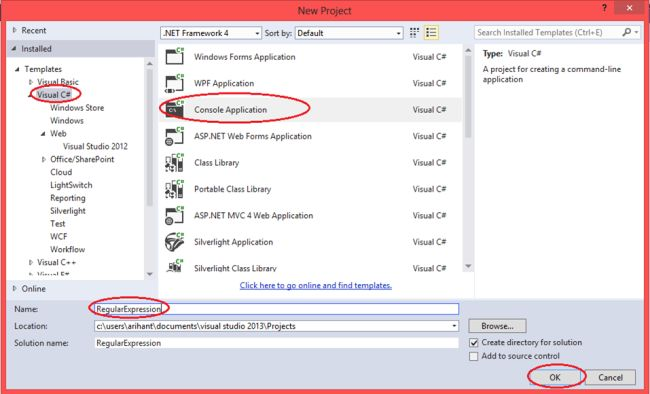 New Project
? ×
Recent
.NET Framework 4
Sort by: Default
Search Installed Templates (Ctrl+E)
Installed
Templates
Visual Basic
Visual C#
Windows Store
Windows
Web
Visual Studio 2012
Office/SharePoint
Cloud
LightSwitch
Reporting
Silverlight
Test
WCF
Workflow
Visual C++
Visual F#
Online
Windows Forms Application Visual C#
WPF Application Visual C#
Console Application Visual C#
ASP.NET Web Forms Application Visual C#
Class Library Visual C#
Portable Class Library Visual C#
ASP.NET MVC 4 Web Application Visual C#
Silverlight Application Visual C#
Silverlight Class Library Visual C#
Click here to go online and find templates.
Type: Visual C#
A project for creating a command-line
application
Name: RegularExpression
Location: c:\users\arihant\documents\visual studio 2013\Projects
Browse...
Solution name: RegularExpression
Create directory for solution
Add to source control
OK Cancel